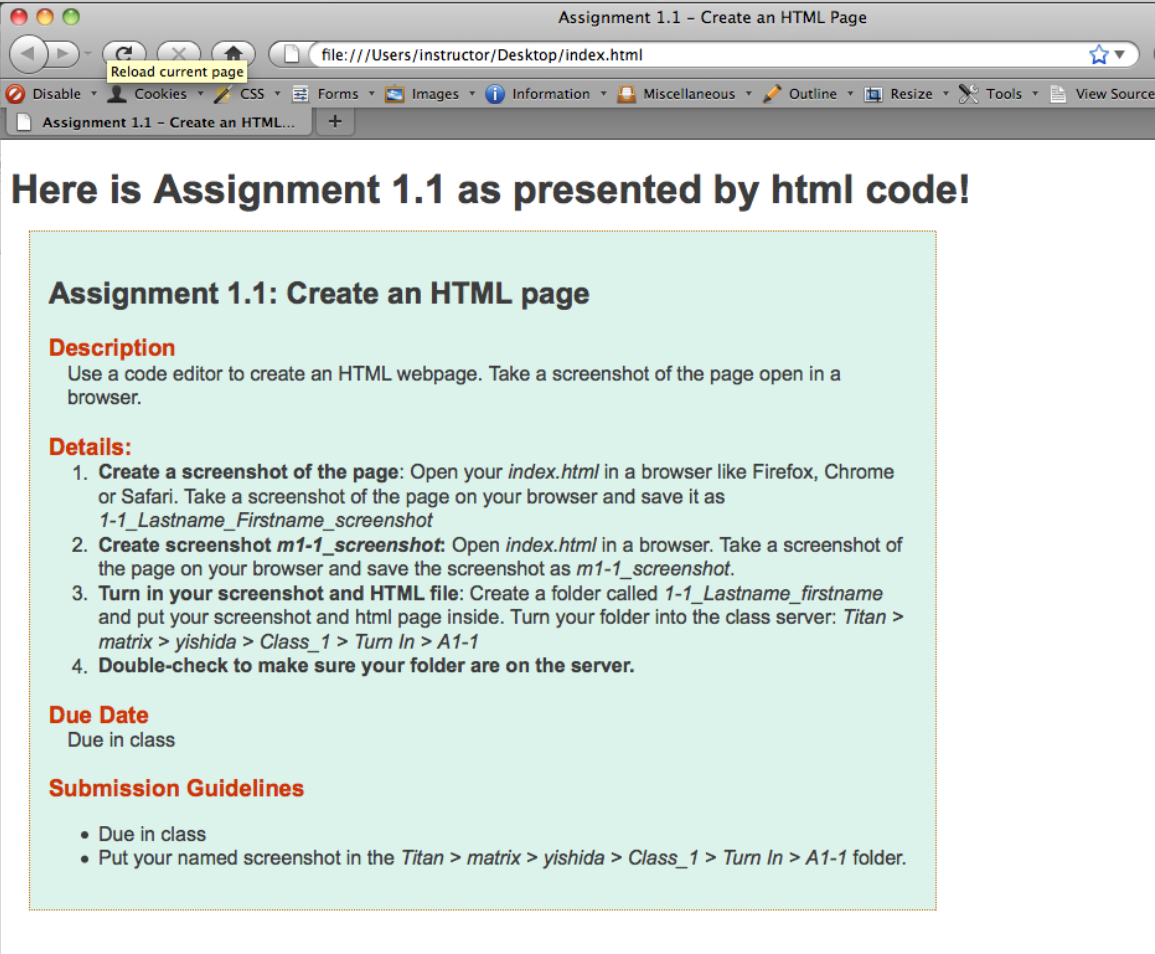 Assignment 1.1 – Create an HTML Page
file:///Users/instructor/Desktop/index.html
Reload current page
Disable Cookies CSS Forms Images Information Miscellaneous Outline Resize Tools View Source
Assignment 1.1 – Create an HTML... +
Here is Assignment 1.1 as presented by html code!
Assignment 1.1: Create an HTML page
Description
Use a code editor to create an HTML webpage. Take a screenshot of the page open in a
browser.
Details:
1. Create a screenshot of the page: Open your index.html in a browser like Firefox, Chrome
or Safari. Take a screenshot of the page on your browser and save it as
1-1_Lastname_Firstname_screenshot
2. Create screenshot m1-1_screenshot: Open index.html in a browser. Take a screenshot of
the page on your browser and save the screenshot as m1-1_screenshot.
3. Turn in your screenshot and HTML file: Create a folder called 1-1_Lastname_firstname
and put your screenshot and html page inside. Turn your folder into the class server: Titan >
matrix > yishida > Class_1 > Turn In > A1-1
4. Double-check to make sure your folder are on the server.
Due Date
Due in class
Submission Guidelines
• Due in class
• Put your named screenshot in the Titan > matrix > yishida > Class_1 > Turn In > A1-1 folder.